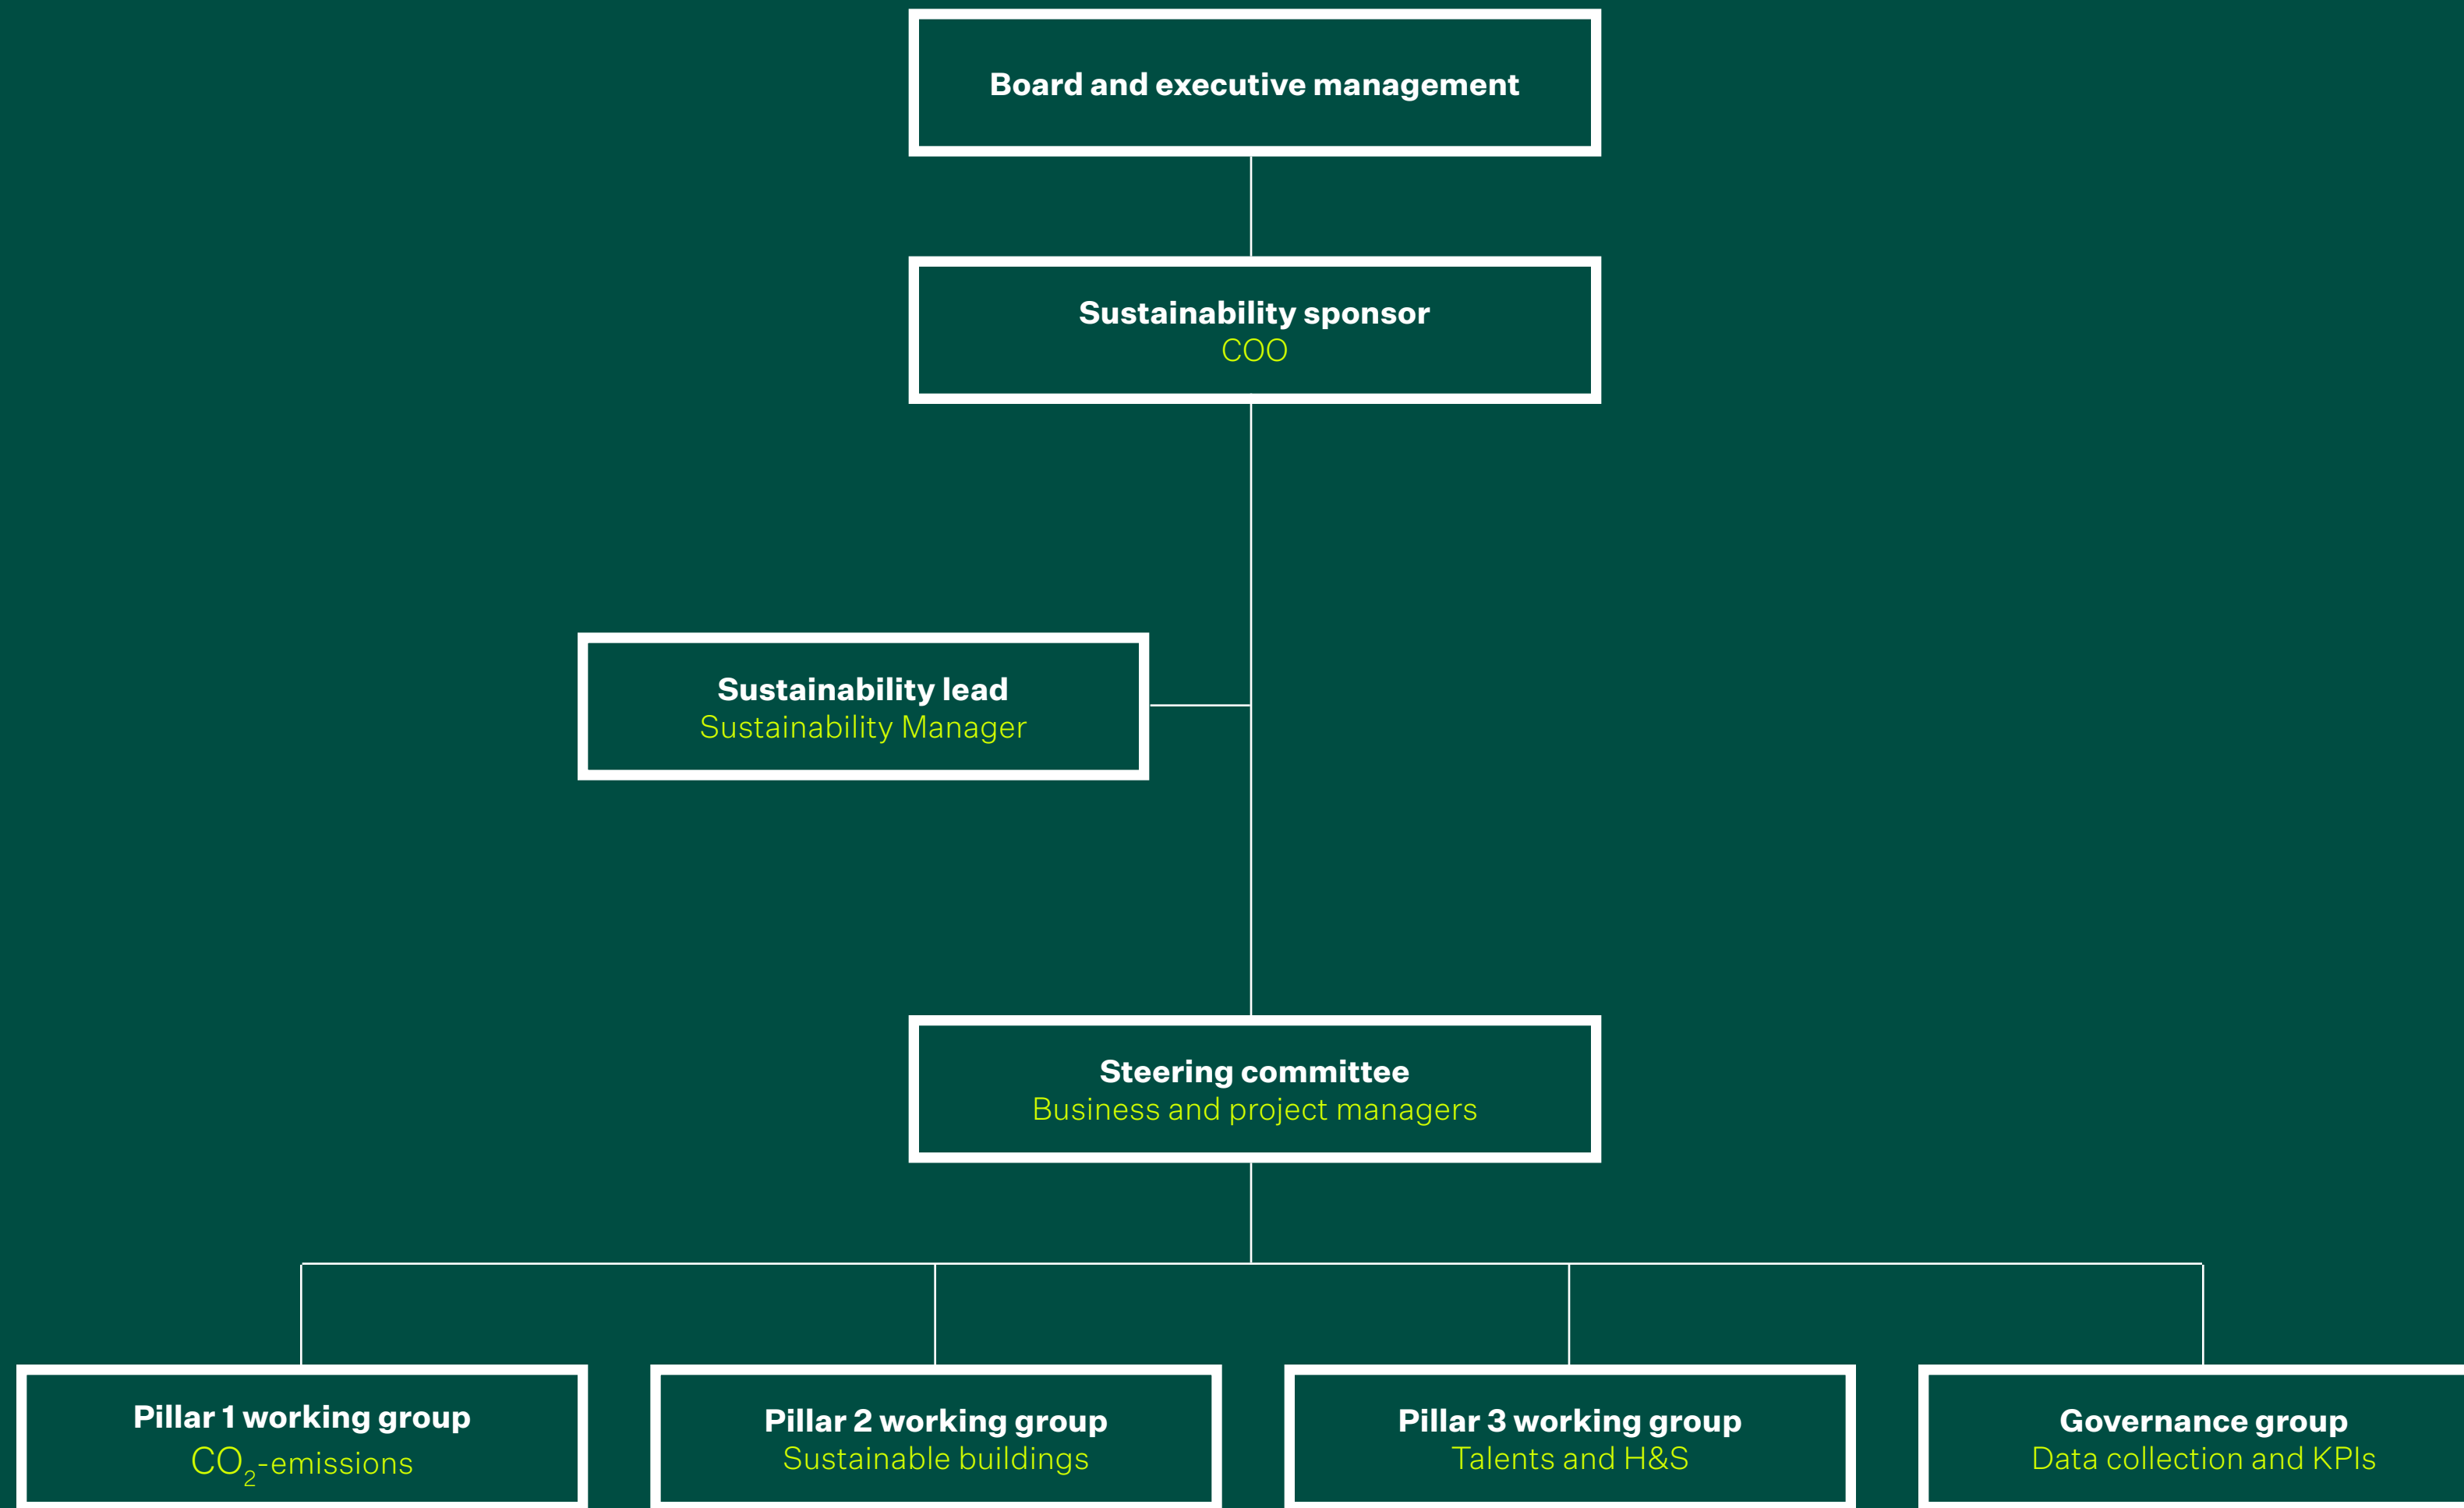 Board and executive management
Sustainability sponsor
COO
Sustainability lead
Sustainability Manager
Steering committee
Business and project managers
Pillar 1 working group
CO₂-emissions
Pillar 2 working group
Sustainable buildings
Pillar 3 working group
Talents and H&S
Governance group
Data collection and KPIs